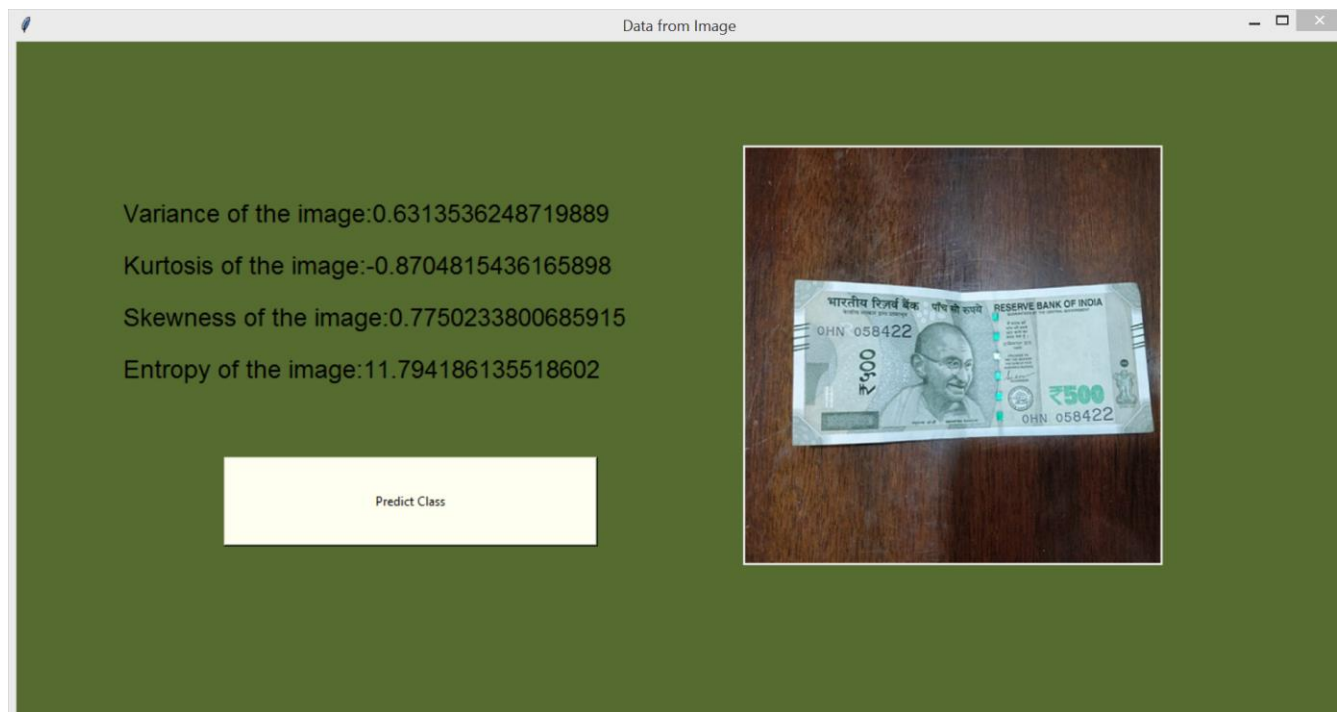 Data from Image
Variance of the image:0.6313536248719889
Kurtosis of the image:-0.8704815436165898
Skewness of the image:0.7750233800685915
Entropy of the image:11.794186135518602
Predict Class
भारतीय रिज़र्व बैंक पाँच सौ रुपये RESERVE BANK OF INDIA
0HN 058422
₹५००
₹500
0HN 058422